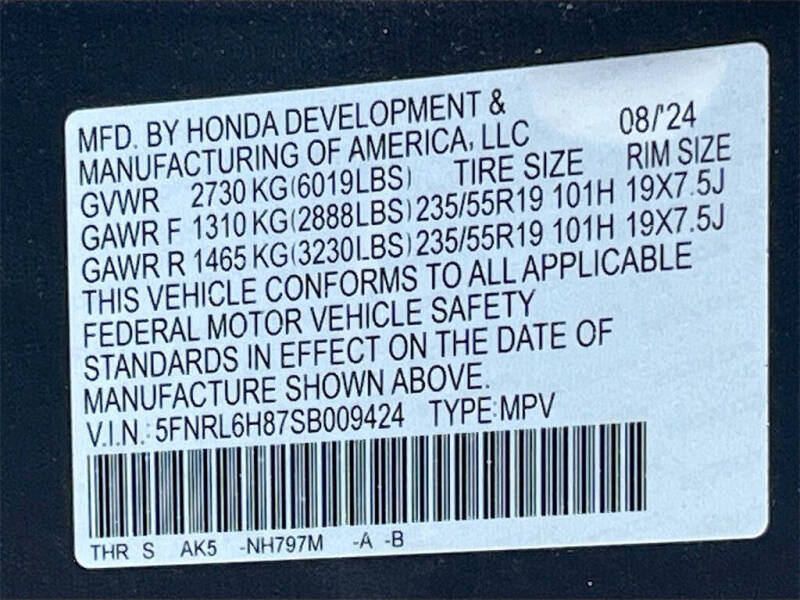 MFD. BY HONDA DEVELOPMENT &
MANUFACTURING OF AMERICA, LLC 08/'24
GVWR 2730 KG(6019LBS) TIRE SIZE RIM SIZE
GAWR F 1310 KG(2888LBS) 235/55R19 101H 19X7.5J
GAWR R 1465 KG(3230LBS) 235/55R19 101H 19X7.5J
THIS VEHICLE CONFORMS TO ALL APPLICABLE
FEDERAL MOTOR VEHICLE SAFETY
STANDARDS IN EFFECT ON THE DATE OF
MANUFACTURE SHOWN ABOVE.
V.I.N.: 5FNRL6H87SB009424 TYPE:MPV
THR S AK5 -NH797M -A -B